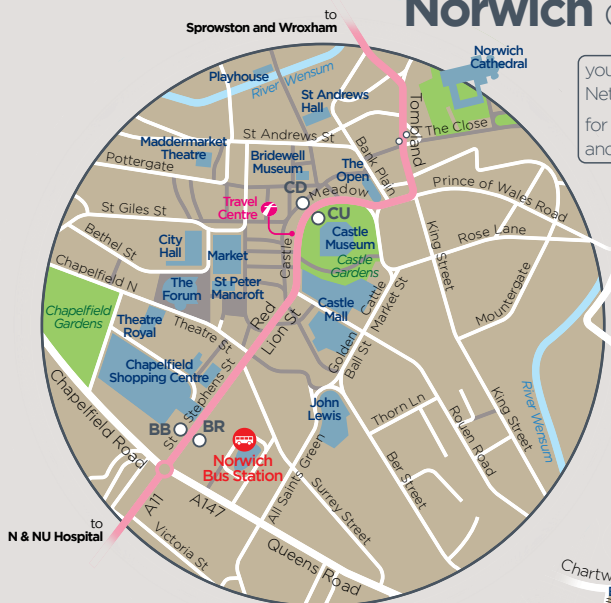 Norwich
to
Sprowston and Wroxham
Norwich
Cathedral
Playhouse
River Wensum
St Andrews
Hall
Tombland
The Close
you
Net
for
and
St Andrews St
Bank Plain
Maddermarket
Theatre
Pottergate
Bridewell
Museum
The
Open
CD
Meadow
Prince of Wales Road
Travel
Centre
CU
St Giles St
Bethel St
City
Hall
Market
Castle
Castle
Museum
Castle
Gardens
King Street
Rose Lane
Chapelfield N
The
Forum
St Peter
Mancroft
Cattle
Market St
Mountergate
Chapelfield
Gardens
Theatre
Royal
Theatre St
Red
Lion St
Castle
Mall
Golden
Ball St
Chapelfield
Shopping Centre
St Stephens St
Chapelfield Road
John
Lewis
Thorn Ln
Rouen Road
King Street
River Wensum
BB
BR
Norwich
Bus Station
All Saints Green
Ber Street
Surrey Street
to
N & NU Hospital
A11
A147
Victoria St
Queens Road
Chartw